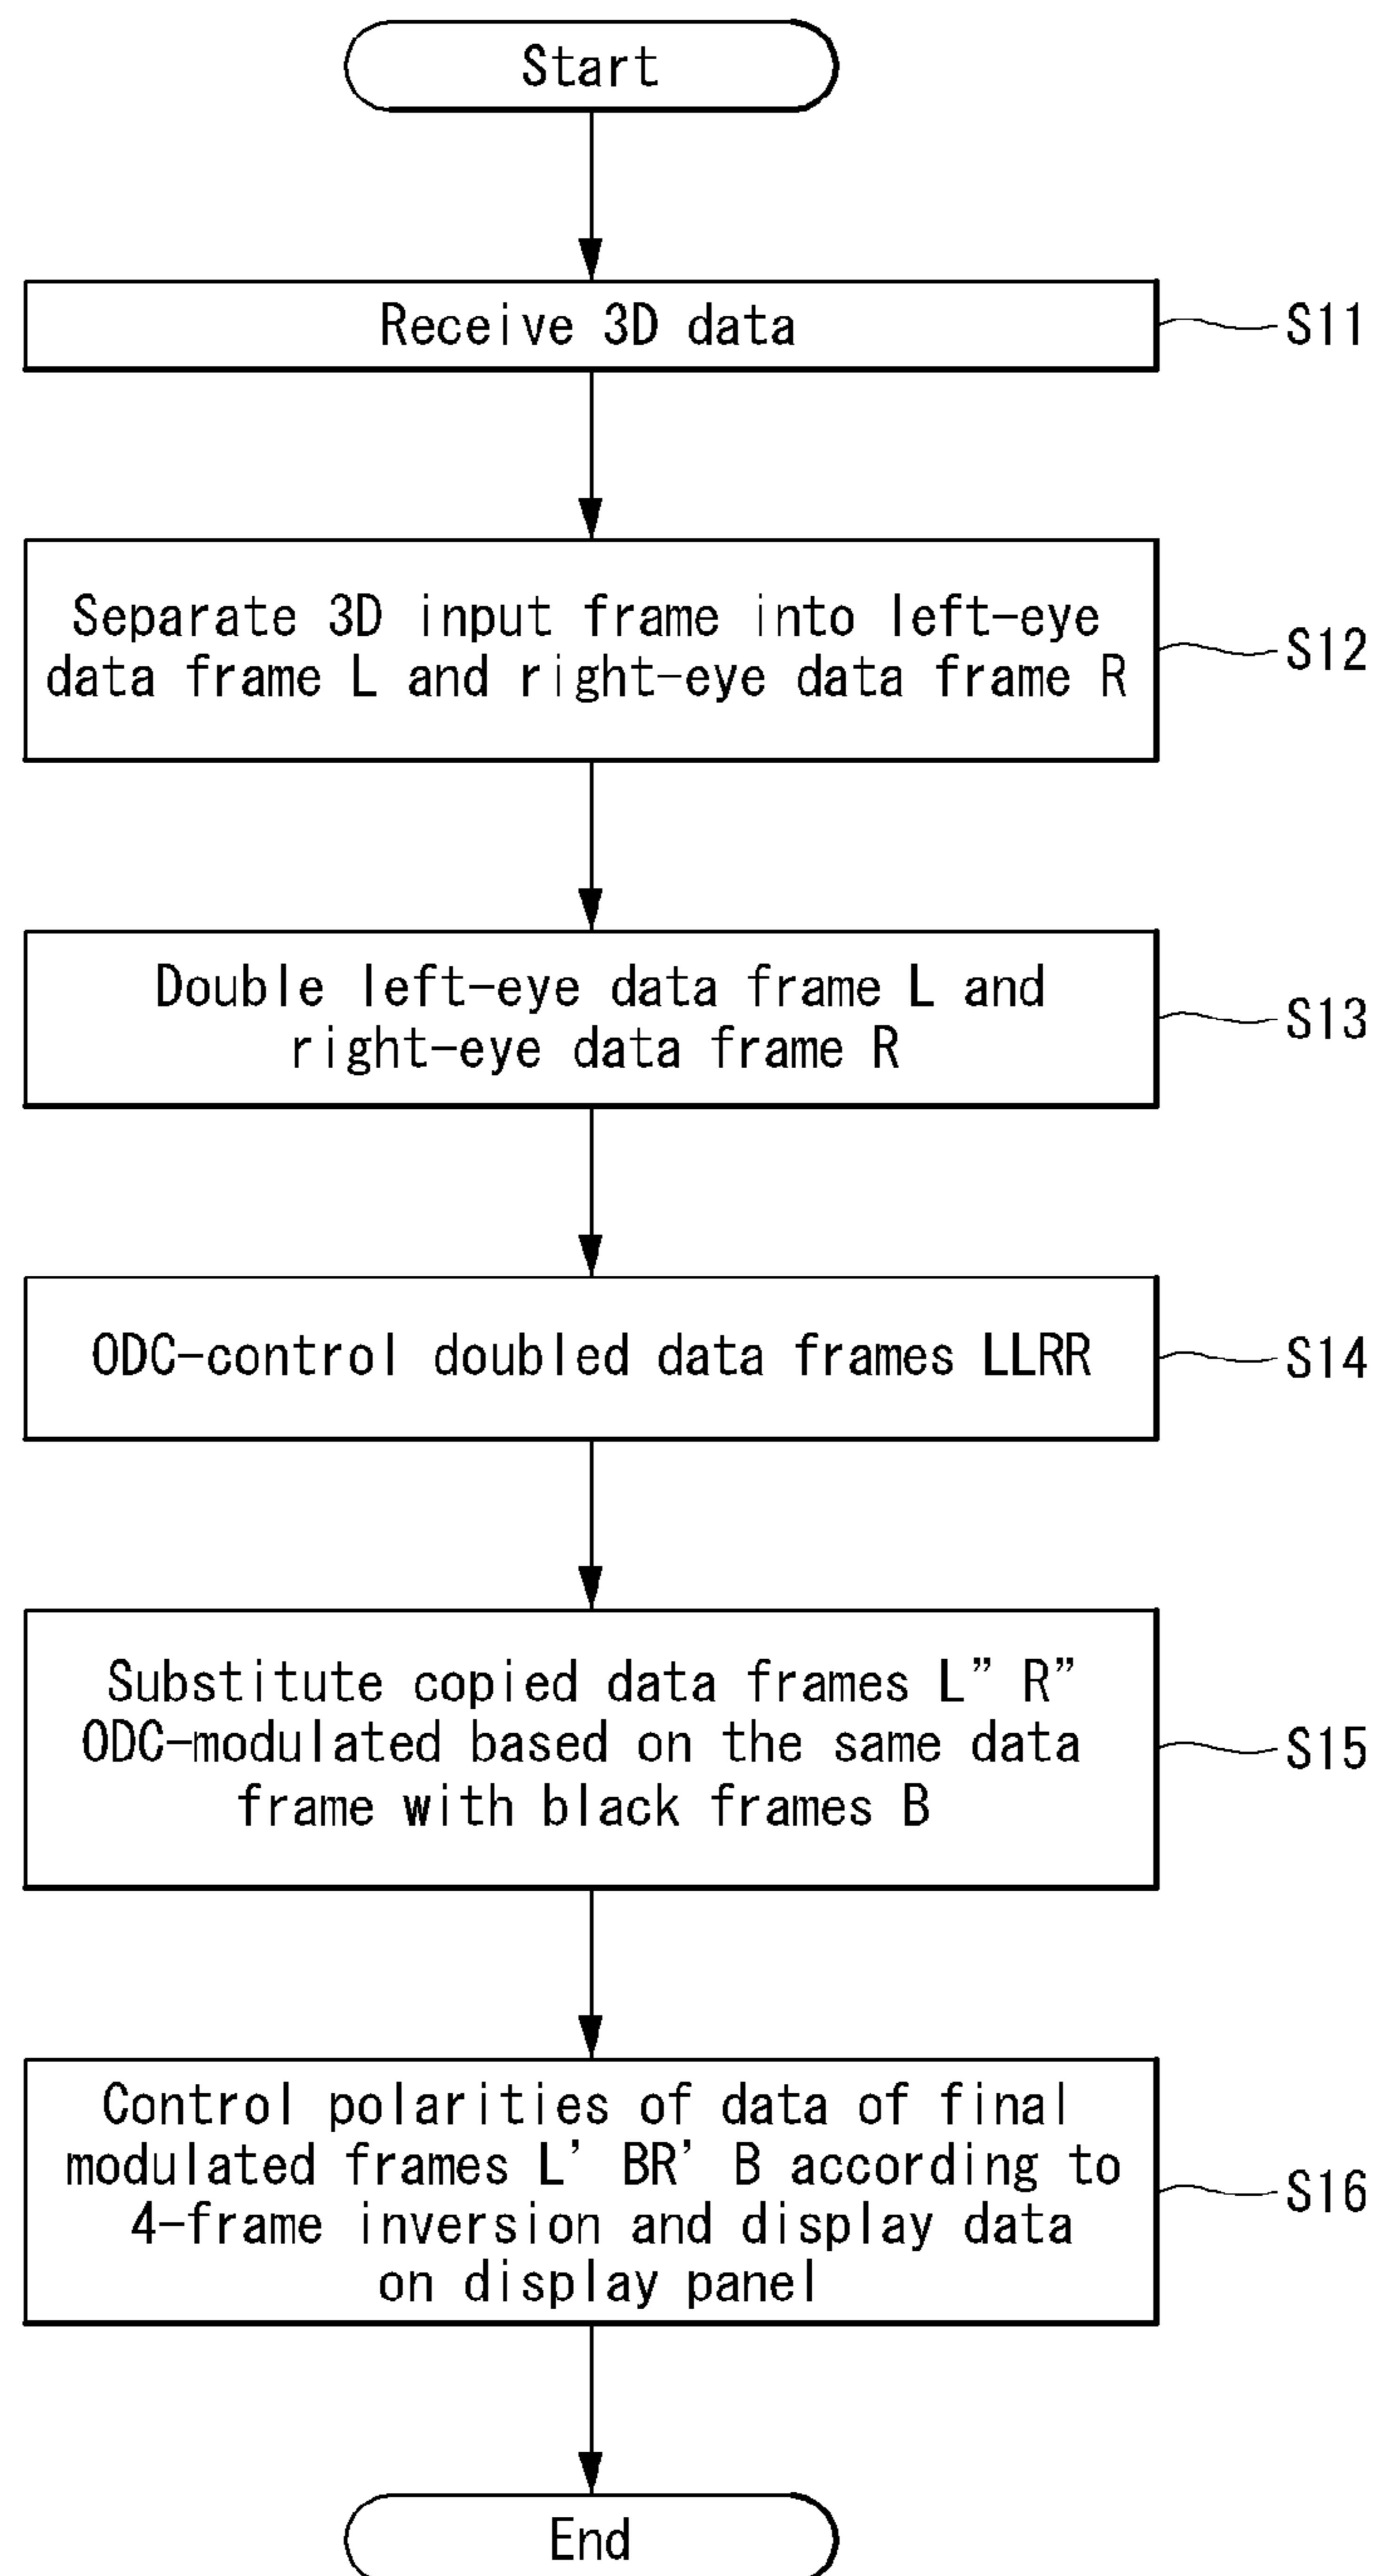 Start
Receive 3D data
S11
Separate 3D input frame into left-eye
data frame L and right-eye data frame R
S12
Double left-eye data frame L and
right-eye data frame R
S13
ODC-control doubled data frames LLRR
S14
Substitute copied data frames L” R”
ODC-modulated based on the same data
frame with black frames B
S15
Control polarities of data of final
modulated frames L’ BR’ B according to
4-frame inversion and display data
on display panel
S16
End